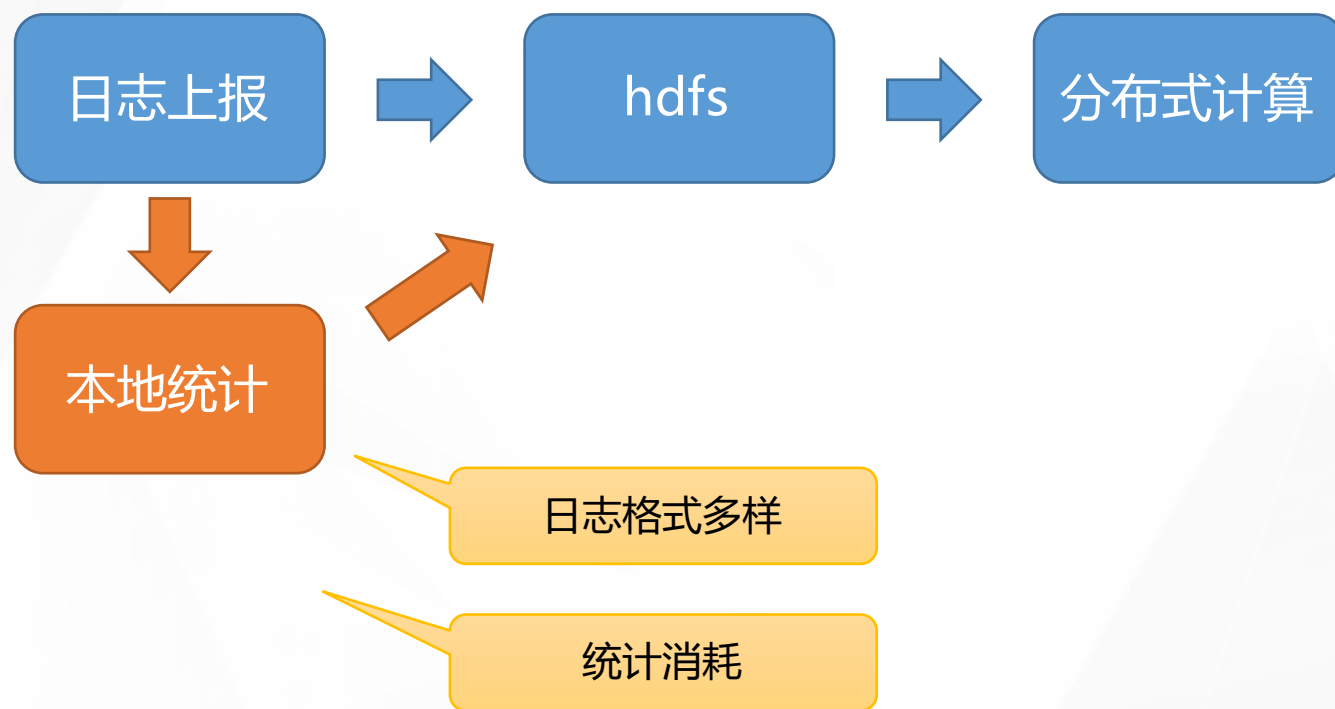 日志上报
hdfs
分布式计算
本地统计
日志格式多样
统计消耗